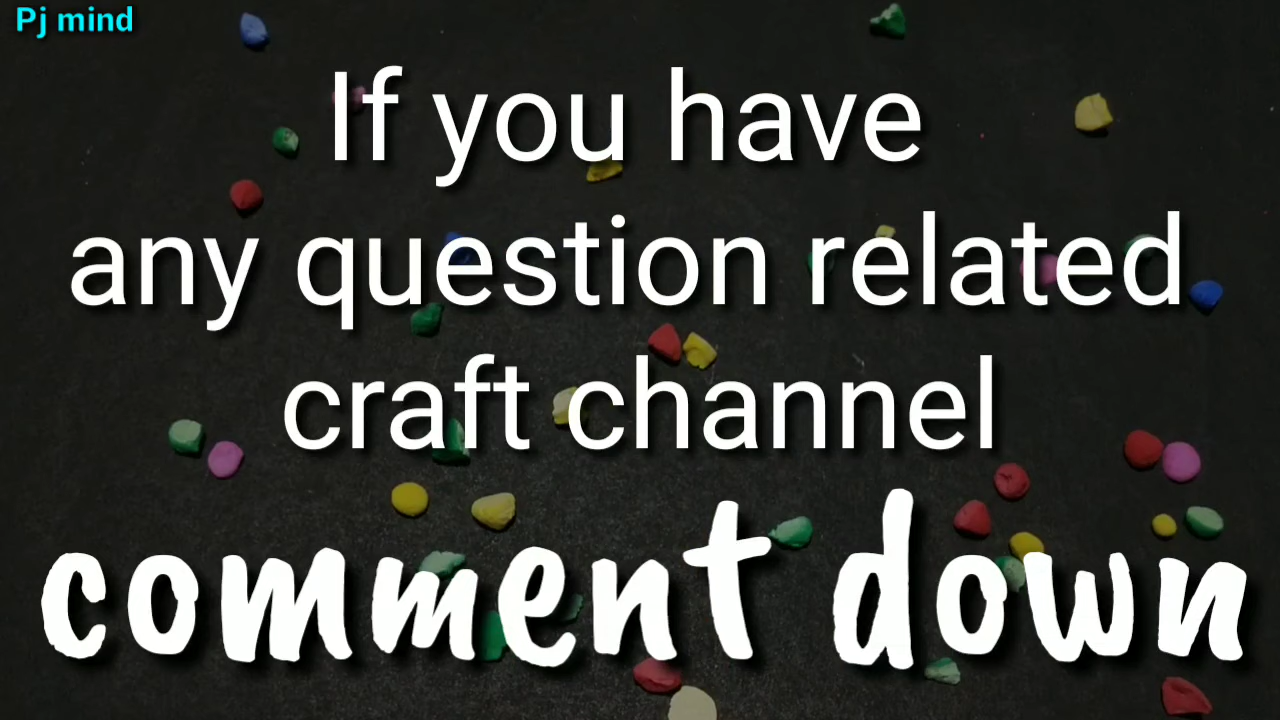 Pj mind
If you have
any question related
craft channel
comment down